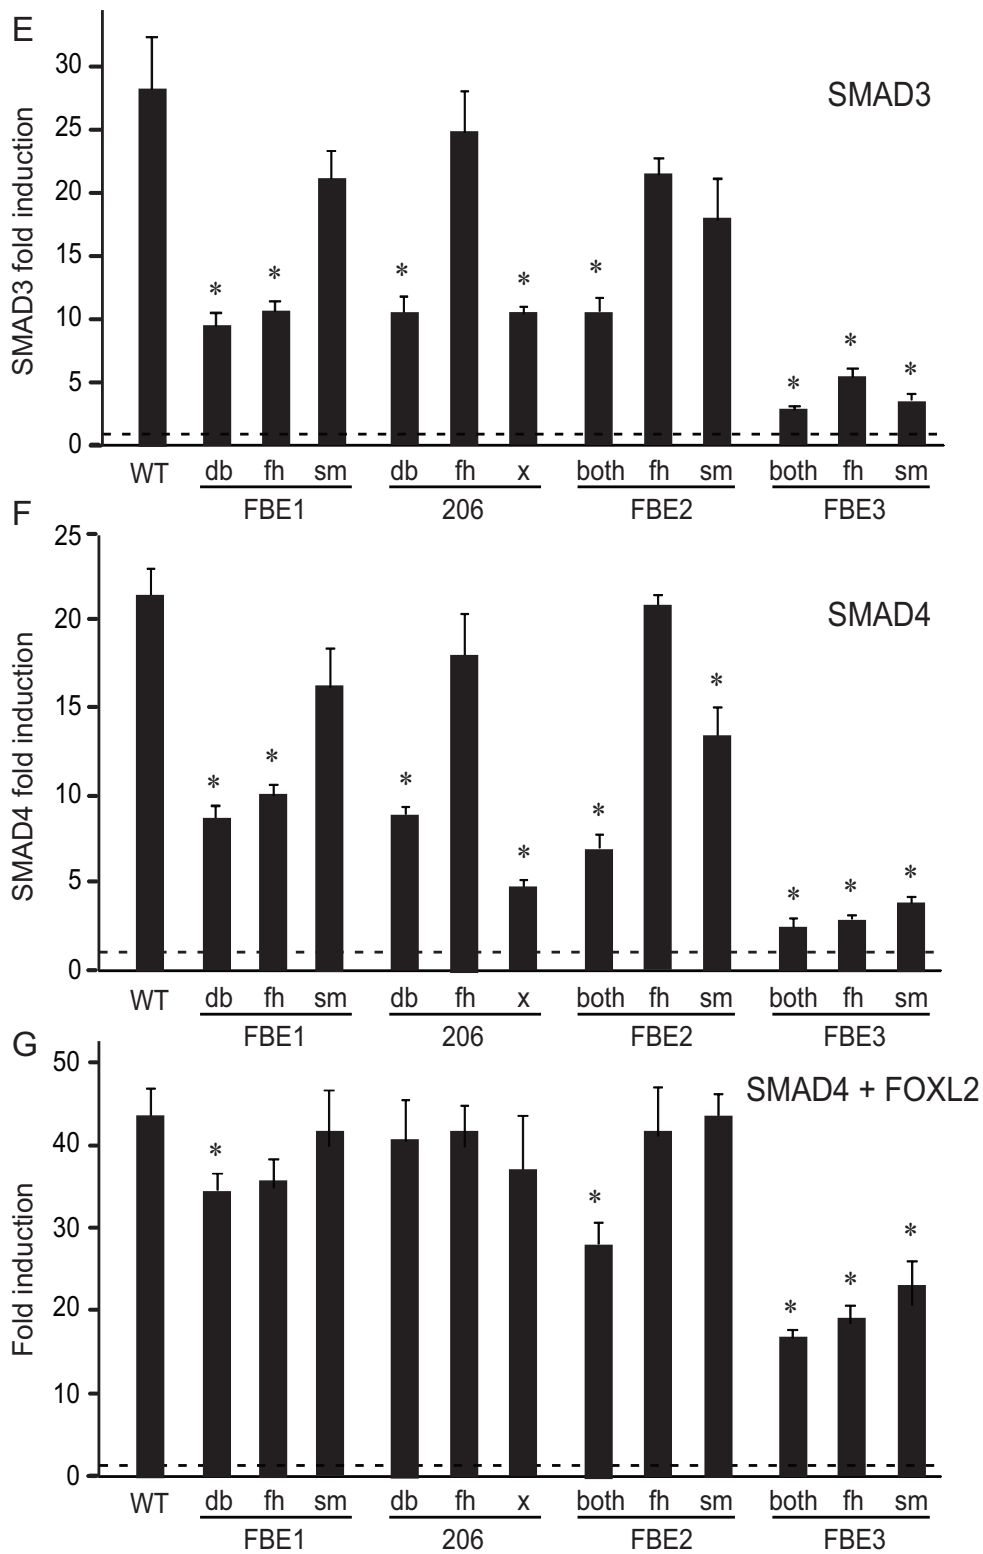 E
SMAD3
SMAD3 fold induction
30
25
20
15
10
5
0
* * * * * * * *
WT db fh sm db fh x both fh sm both fh sm
FBE1 206 FBE2 FBE3
F
SMAD4
SMAD4 fold induction
25
20
15
10
5
0
* * * * * * * * *
WT db fh sm db fh x both fh sm both fh sm
FBE1 206 FBE2 FBE3
G
SMAD4 + FOXL2
Fold induction
50
40
30
20
10
0
* * * * *
WT db fh sm db fh x both fh sm both fh sm
FBE1 206 FBE2 FBE3